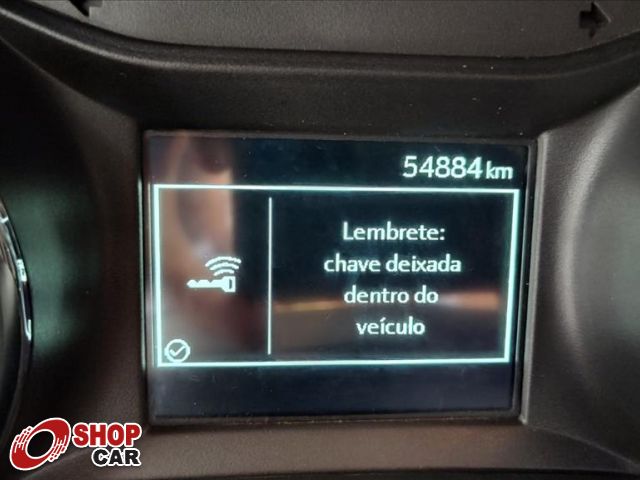 54884 km
Lembrete:
chave deixada
dentro do
veículo
SHOP
CAR